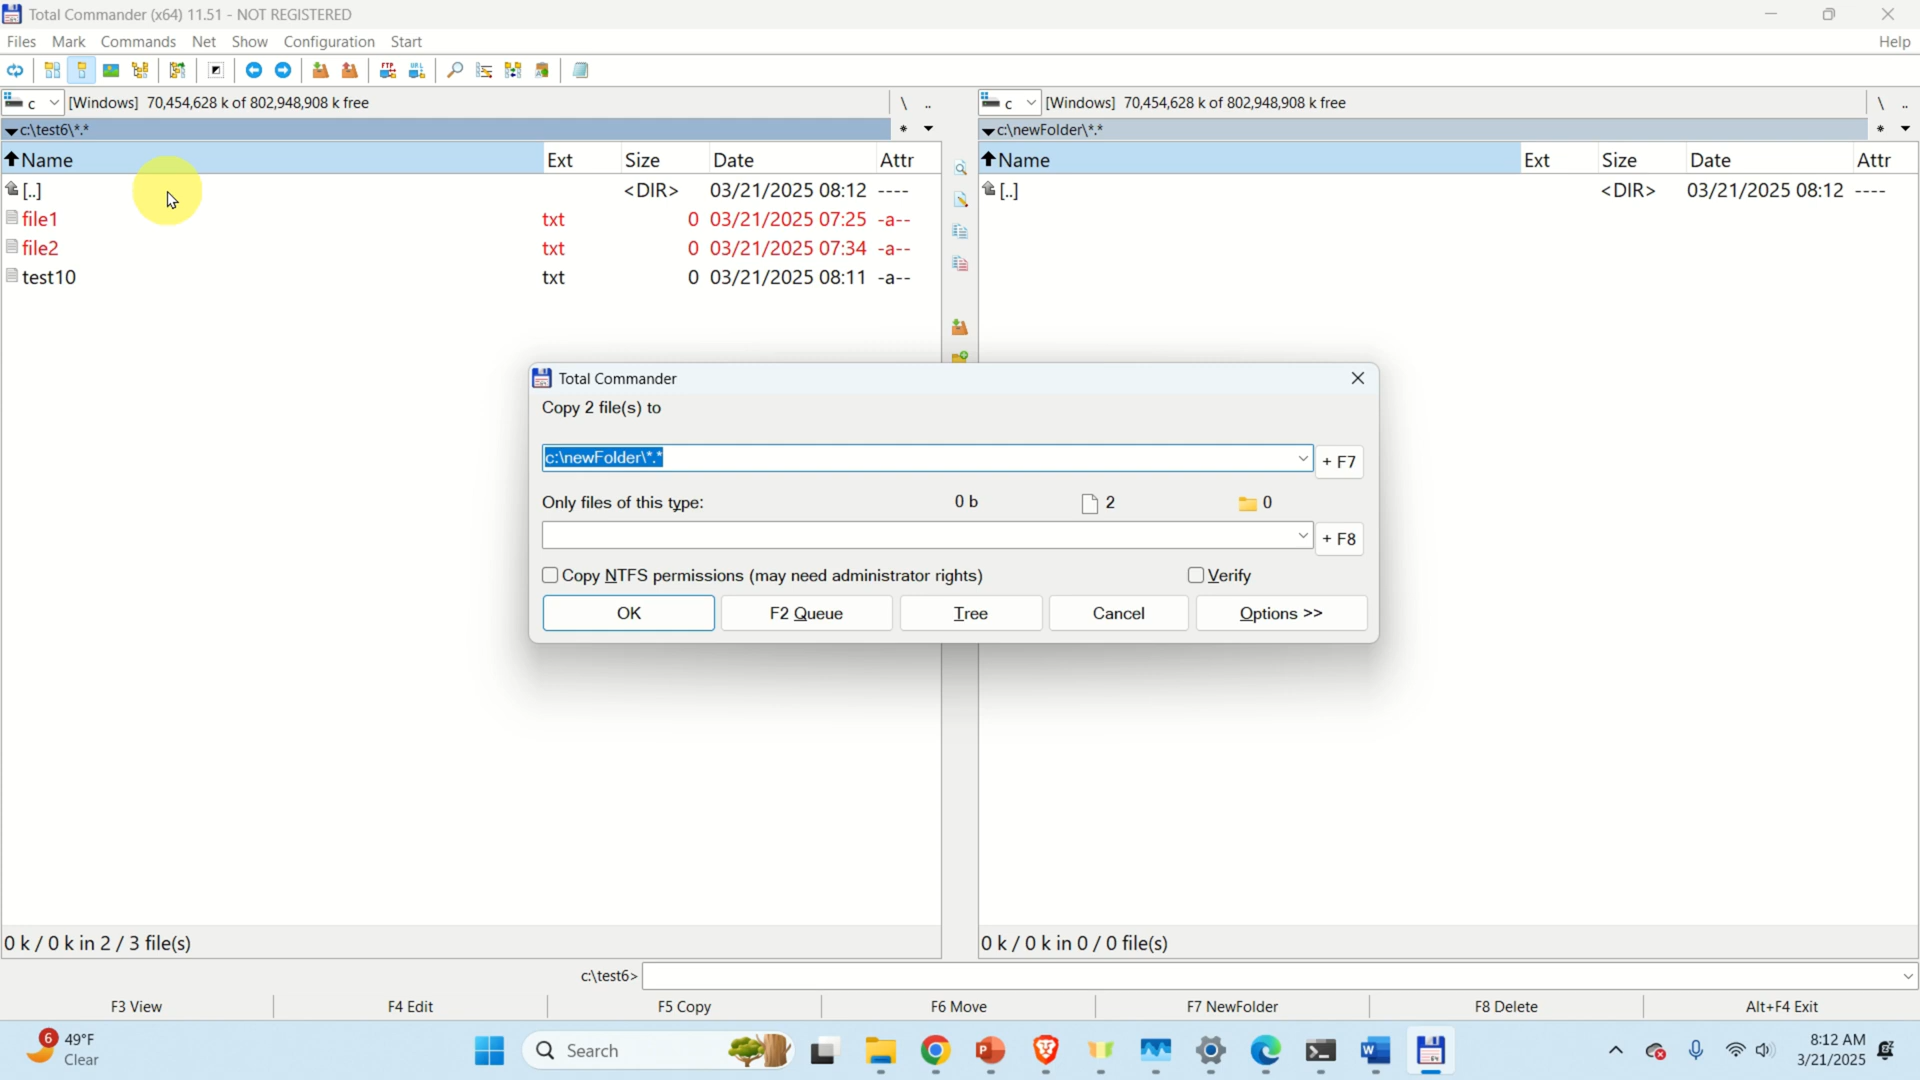 Total Commander (x64) 11.51 - NOT REGISTERED
Files Mark Commands Net Show Configuration Start Help
FTP URL
c [Windows] 70,454,628 k of 802,948,908 k free \ ..
c [Windows] 70,454,628 k of 802,948,908 k free \ ..
c:\test6\*.* *
c:\newFolder\*.* *
Name Ext Size Date Attr
[..] <DIR> 03/21/2025 08:12 ----
file1 txt 0 03/21/2025 07:25 -a--
file2 txt 0 03/21/2025 07:34 -a--
test10 txt 0 03/21/2025 08:11 -a--
Name Ext Size Date Attr
[..] <DIR> 03/21/2025 08:12 ----
Total Commander
Copy 2 file(s) to
c:\newFolder\*.* + F7
Only files of this type: 0 b 2 0
+ F8
Copy NTFS permissions (may need administrator rights) Verify
OK F2 Queue Tree Cancel Options >>
0 k / 0 k in 2 / 3 file(s)
0 k / 0 k in 0 / 0 file(s)
c:\test6>
F3 View F4 Edit F5 Copy F6 Move F7 NewFolder F8 Delete Alt+F4 Exit
6 49°F
Clear
Search
8:12 AM
3/21/2025